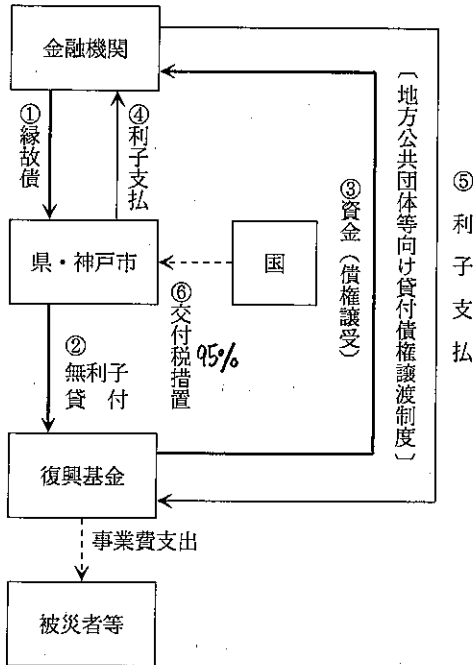 金融機関
①縁故債
④利子支払
③資金（債権譲受）
〔地方公共団体等向け貸付債権譲渡制度〕
⑤利子支払
県・神戸市
国
⑥交付税措置
95%
②
無利子
貸付
復興基金
事業費支出
被災者等